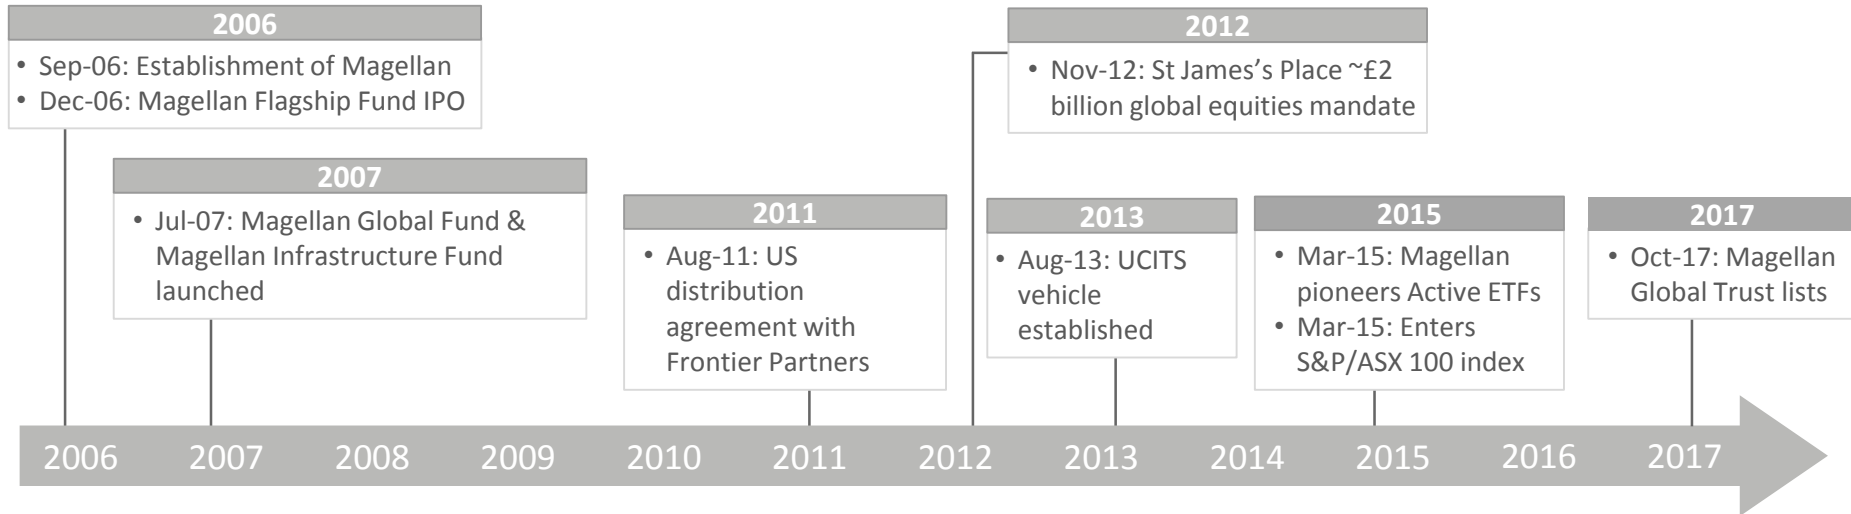 2006
• Sep-06: Establishment of Magellan
• Dec-06: Magellan Flagship Fund IPO
2007
• Jul-07: Magellan Global Fund &
Magellan Infrastructure Fund
launched
2011
• Aug-11: US
distribution
agreement with
Frontier Partners
2012
• Nov-12: St James’s Place ~£2
billion global equities mandate
2013
• Aug-13: UCITS
vehicle
established
2015
• Mar-15: Magellan
pioneers Active ETFs
• Mar-15: Enters
S&P/ASX 100 index
2017
• Oct-17: Magellan
Global Trust lists
2006 2007 2008 2009 2010 2011 2012 2013 2014 2015 2016 2017